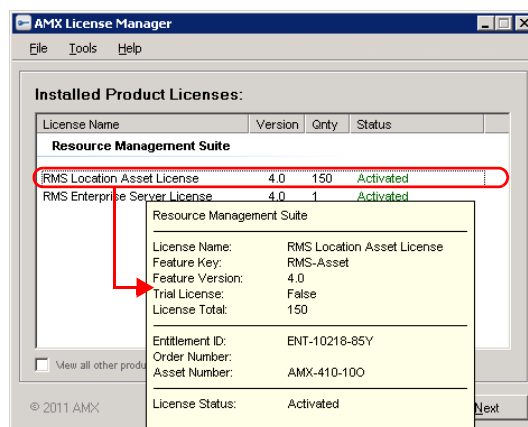 AMX License Manager
File Tools Help
Installed Product Licenses:
License Name Version Qnty Status
Resource Management Suite
RMS Location Asset License 4.0 150 Activated
RMS Enterprise Server License 4.0 1 Activated
Resource Management Suite
License Name: RMS Location Asset License
Feature Key: RMS-Asset
Feature Version: 4.0
Trial License: False
License Total: 150
Entitlement ID: ENT-10218-85Y
Order Number:
Asset Number: AMX-410-10O
License Status: Activated
View all other produ
© 2011 AMX
Next